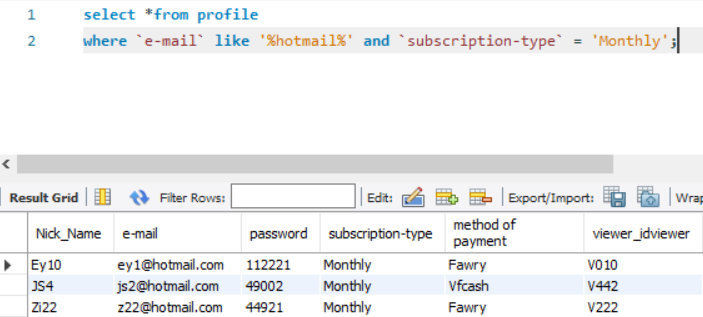 1 select *from profile
2 where `e-mail` like '%hotmail%' and `subscription-type` = 'Monthly';
Result Grid Filter Rows: Edit: Export/Import: Wrap
Nick_Name e-mail password subscription-type method of payment viewer_idviewer
Ey10 ey1@hotmail.com 112221 Monthly Fawry V010
JS4 js2@hotmail.com 49002 Monthly Vfcash V442
Zi22 z22@hotmail.com 44921 Monthly Fawry V222